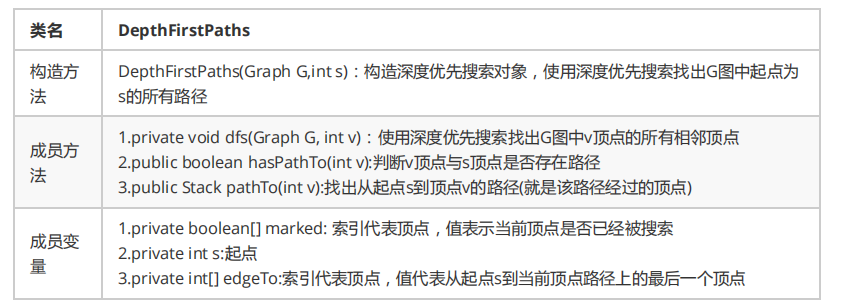 类名 DepthFirstPaths
构造方 DepthFirstPaths(Graph G,int s)：构造深度优先搜索对象，使用深度优先搜索找出G图中起点为
法 s的所有路径
成员方 1.private void dfs(Graph G, int v)：使用深度优先搜索找出G图中v顶点的所有相邻顶点
法 2.public boolean hasPathTo(int v):判断v顶点与s顶点是否存在路径
3.public Stack pathTo(int v):找出从起点s到顶点v的路径(就是该路径经过的顶点)
成员变 1.private boolean[] marked: 索引代表顶点，值表示当前顶点是否已经被搜索
量 2.private int s:起点
3.private int[] edgeTo:索引代表顶点，值代表从起点s到当前顶点路径上的最后一个顶点